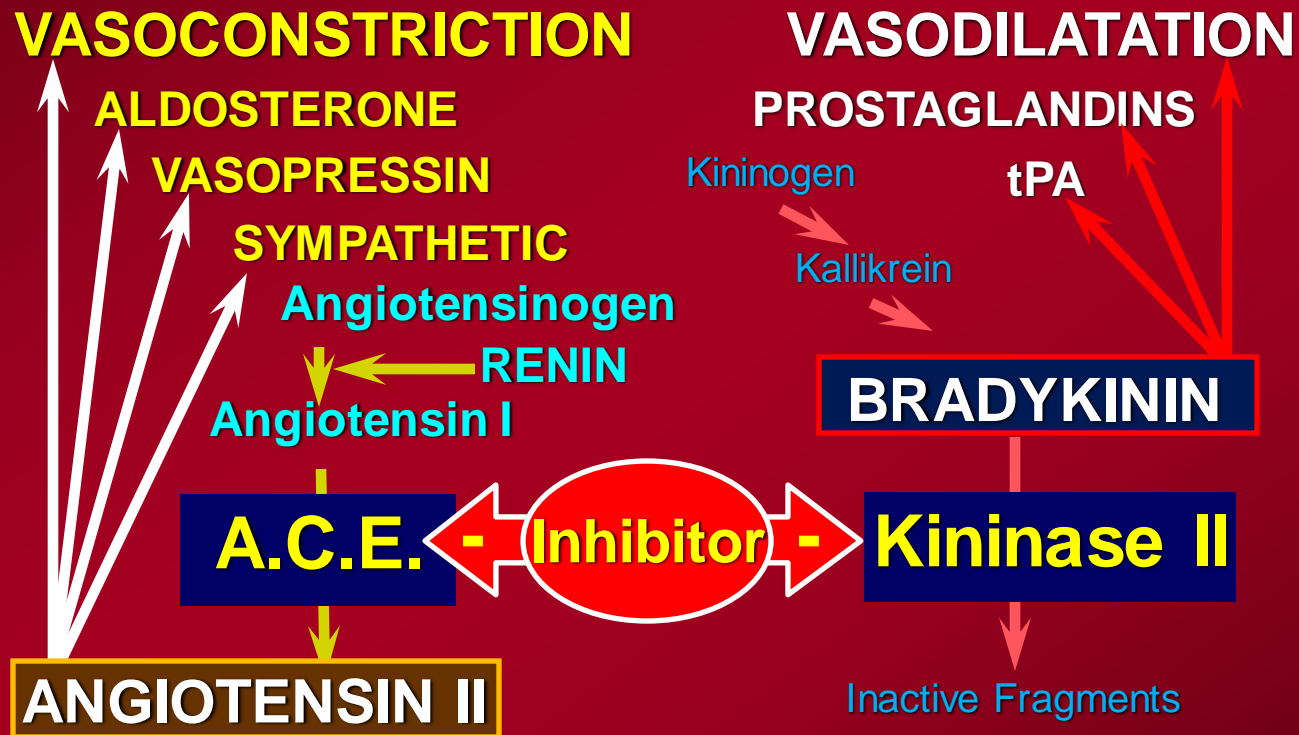 VASOCONSTRICTION
VASODILATATION
ALDOSTERONE
PROSTAGLANDINS
VASOPRESSIN
Kininogen
tPA
SYMPATHETIC
Kallikrein
Angiotensinogen
RENIN
Angiotensin I
BRADYKININ
A.C.E.
- Inhibitor -
Kininase II
ANGIOTENSIN II
Inactive Fragments